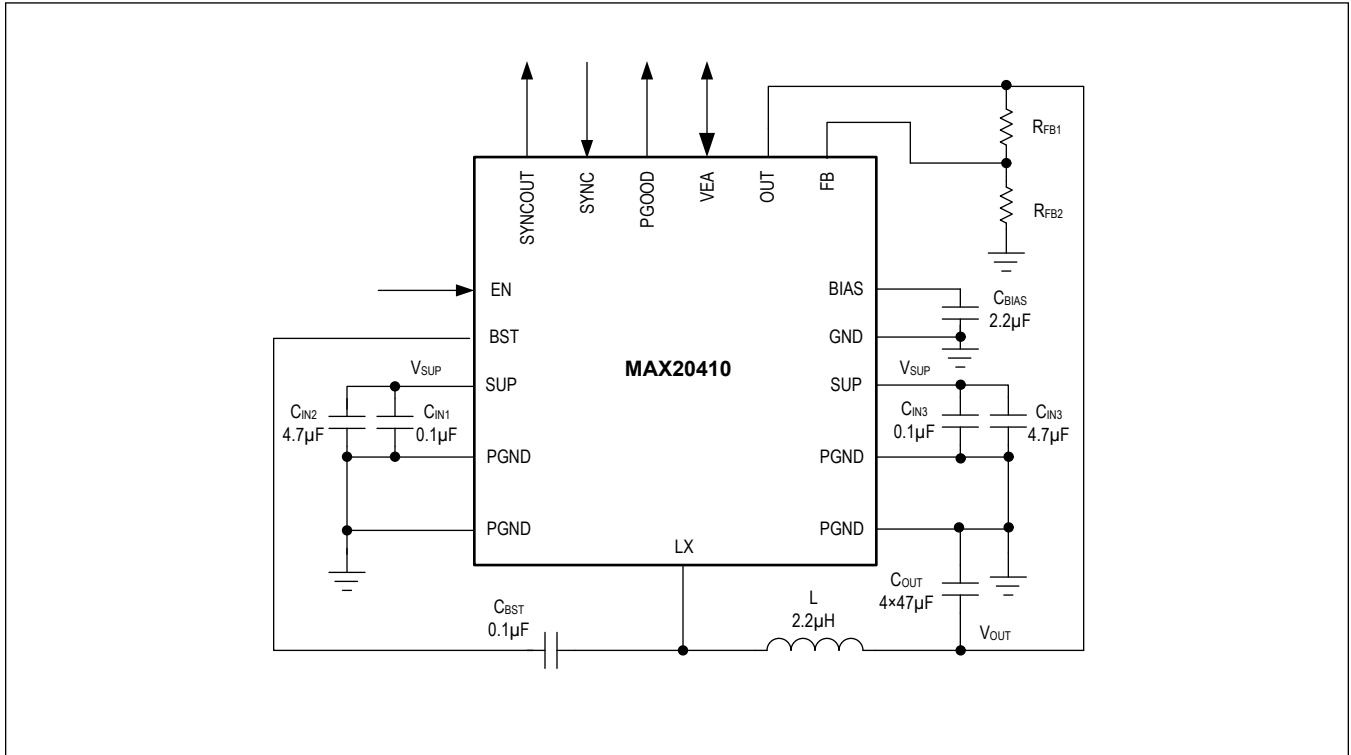 SYNCOUT
SYNC
PGOOD
VEA
OUT
FB
RFB1
RFB2
EN
BST
SUP
PGND
PGND
BIAS
GND
SUP
PGND
PGND
LX
MAX20410
VSUP
CIN2
4.7µF
CIN1
0.1µF
CBIAS
2.2µF
VSUP
CIN3
0.1µF
CIN3
4.7µF
CBST
0.1µF
L
2.2µH
COUT
4×47µF
VOUT